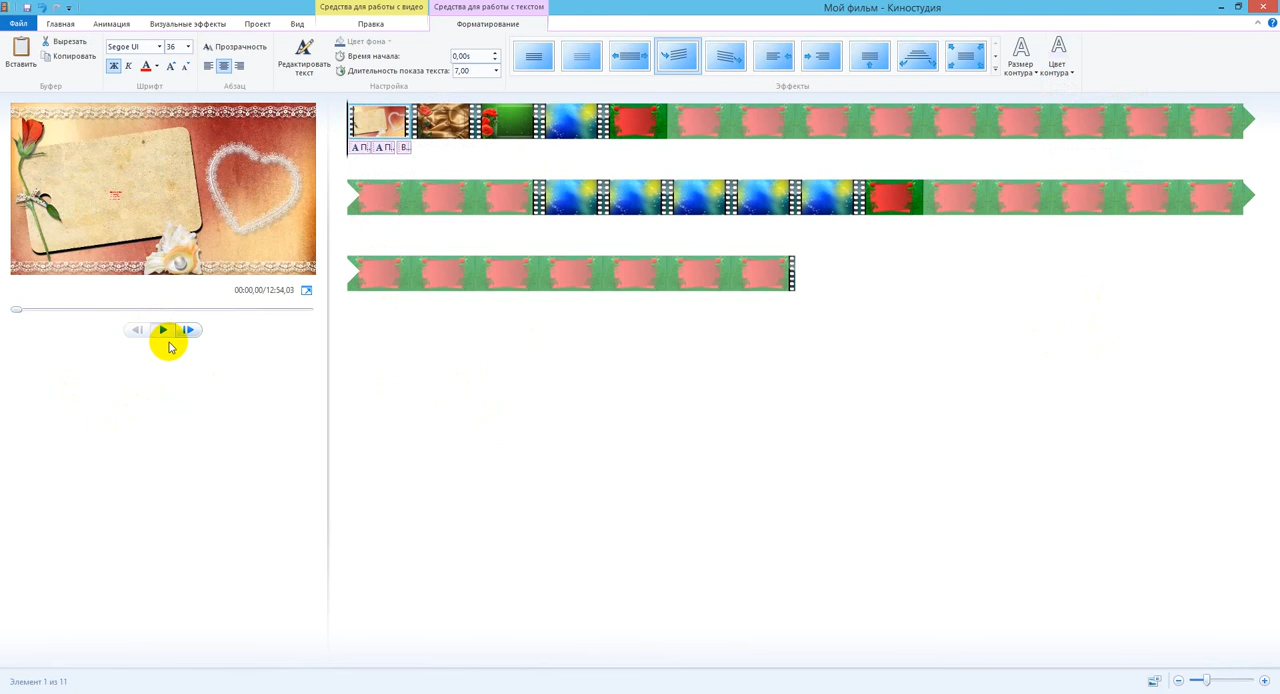 Средства для работы с видео Средства для работы с текстом Мой фильм - Киностудия
Файл Главная Анимация Визуальные эффекты Проект Вид Правка Форматирование
Вставить
Вырезать
Копировать
Буфер
Segoe UI 36 Прозрачность
Ж К А А А
Шрифт Абзац
Редактировать текст
Цвет фона
Время начала: 0,00s
Длительность показа текста: 7,00
Настройка
Эффекты
Размер контура
Цвет контура
A П.. A П.. В...
00:00,00/12:54,03
Элемент 1 из 11